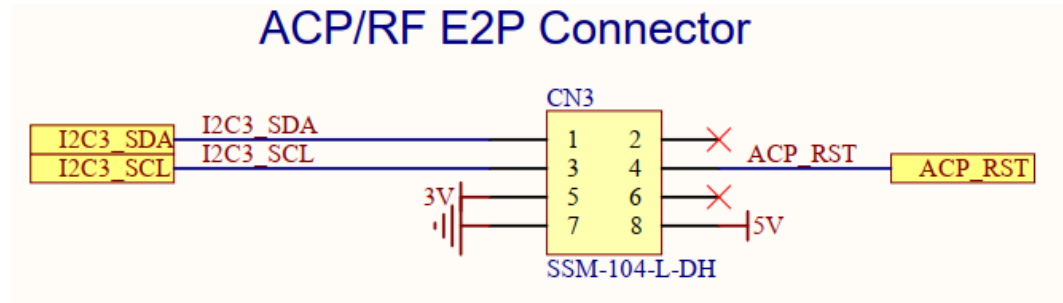 ACP/RF E2P Connector
CN3
I2C3_SDA I2C3_SDA 1 2
I2C3_SCL I2C3_SCL 3 4 ACP_RST ACP_RST
3V 5 6
7 8 5V
SSM-104-L-DH